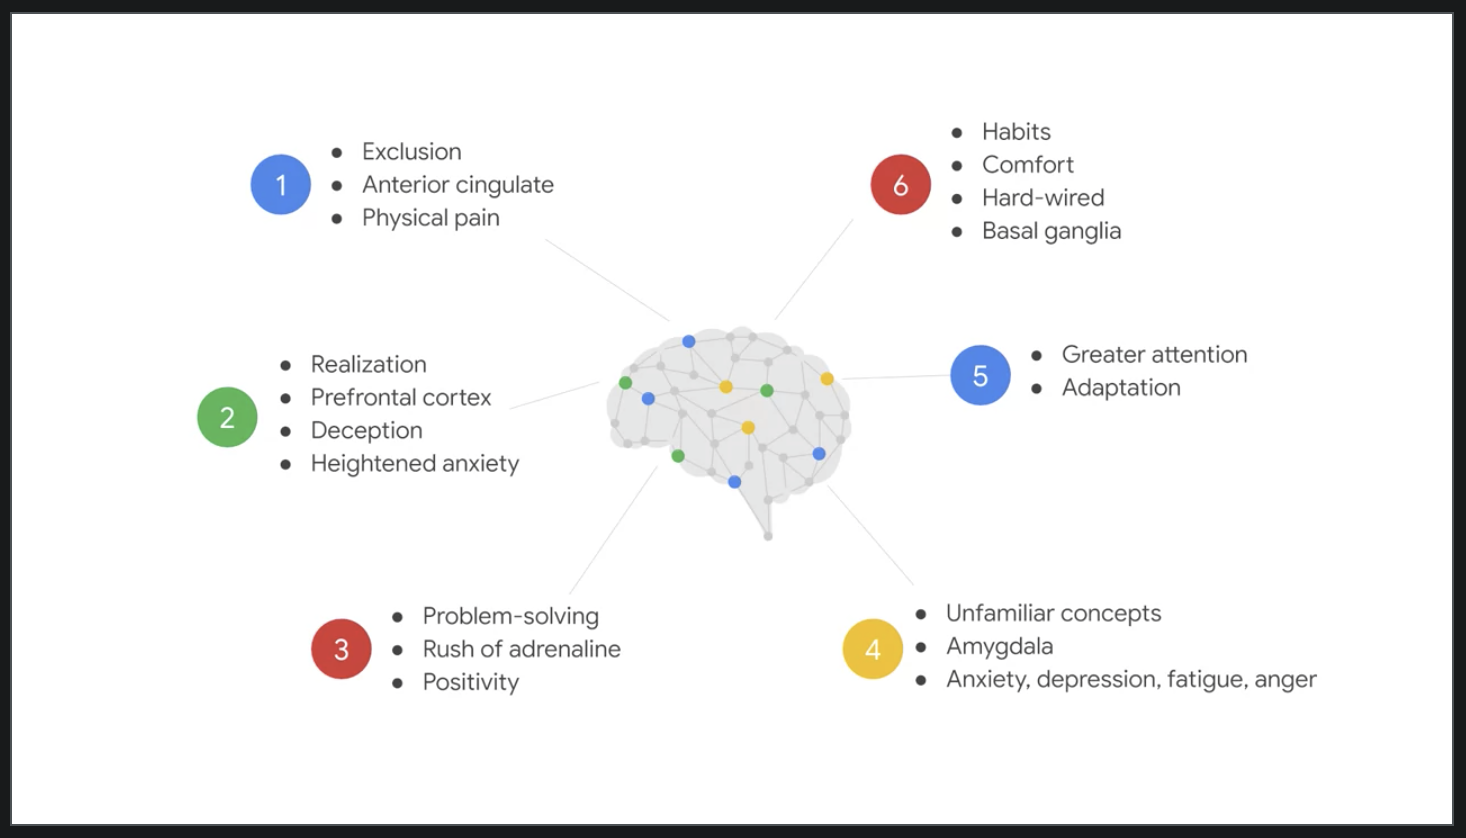 1
● Exclusion
● Anterior cingulate
● Physical pain
2
● Realization
● Prefrontal cortex
● Deception
● Heightened anxiety
3
● Problem-solving
● Rush of adrenaline
● Positivity
4
● Unfamiliar concepts
● Amygdala
● Anxiety, depression, fatigue, anger
5
● Greater attention
● Adaptation
6
● Habits
● Comfort
● Hard-wired
● Basal ganglia